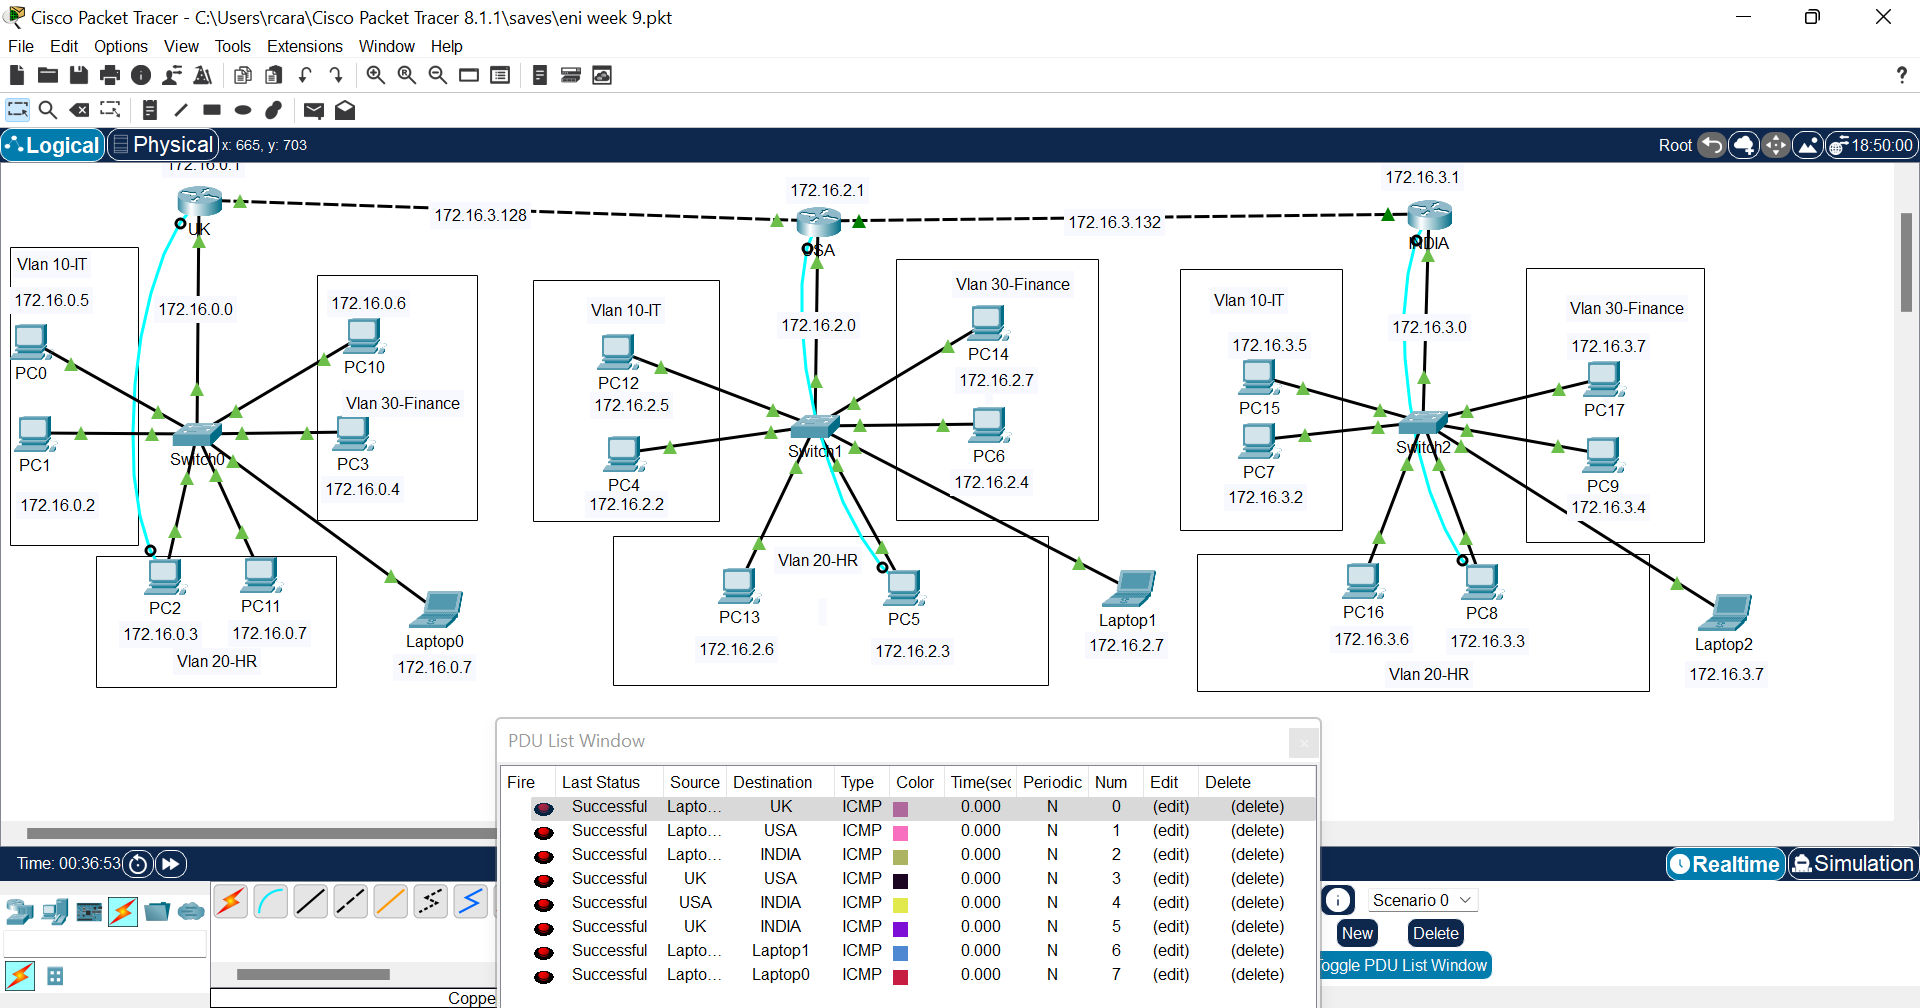 Cisco Packet Tracer - C:\Users\rcara\Cisco Packet Tracer 8.1.1\saves\eni week 9.pkt
File Edit Options View Tools Extensions Window Help
?
Logical Physical x: 665, y: 703 Root 18:50:00
172.16.0.1
172.16.2.1
172.16.3.1
172.16.3.128
172.16.3.132
UK
USA
INDIA
Vlan 10-IT
172.16.0.5
172.16.0.0
172.16.0.6
PC0
PC10
Vlan 30-Finance
PC1
Switch0
PC3
172.16.0.4
172.16.0.2
PC2
PC11
172.16.0.3
172.16.0.7
Vlan 20-HR
Laptop0
172.16.0.7
Vlan 10-IT
172.16.2.0
Vlan 30-Finance
PC14
172.16.2.7
PC12
172.16.2.5
Switch1
PC6
172.16.2.4
PC4
172.16.2.2
Vlan 20-HR
PC13
172.16.2.6
PC5
172.16.2.3
Laptop1
172.16.2.7
Vlan 10-IT
172.16.3.0
Vlan 30-Finance
172.16.3.5
172.16.3.7
PC15
PC17
Switch2
PC7
172.16.3.2
PC9
172.16.3.4
PC16
172.16.3.6
PC8
172.16.3.3
Vlan 20-HR
Laptop2
172.16.3.7
PDU List Window
Fire Last Status Source Destination Type Color Time(sec Periodic Num Edit Delete
Successful Lapto... UK ICMP 0.000 N 0 (edit) (delete)
Successful Lapto... USA ICMP 0.000 N 1 (edit) (delete)
Successful Lapto... INDIA ICMP 0.000 N 2 (edit) (delete)
Successful UK USA ICMP 0.000 N 3 (edit) (delete)
Successful USA INDIA ICMP 0.000 N 4 (edit) (delete)
Successful UK INDIA ICMP 0.000 N 5 (edit) (delete)
Successful Lapto... Laptop1 ICMP 0.000 N 6 (edit) (delete)
Successful Lapto... Laptop0 ICMP 0.000 N 7 (edit) (delete)
Time: 00:36:53
Realtime Simulation
Scenario 0
New Delete
oggle PDU List Window
Coppe